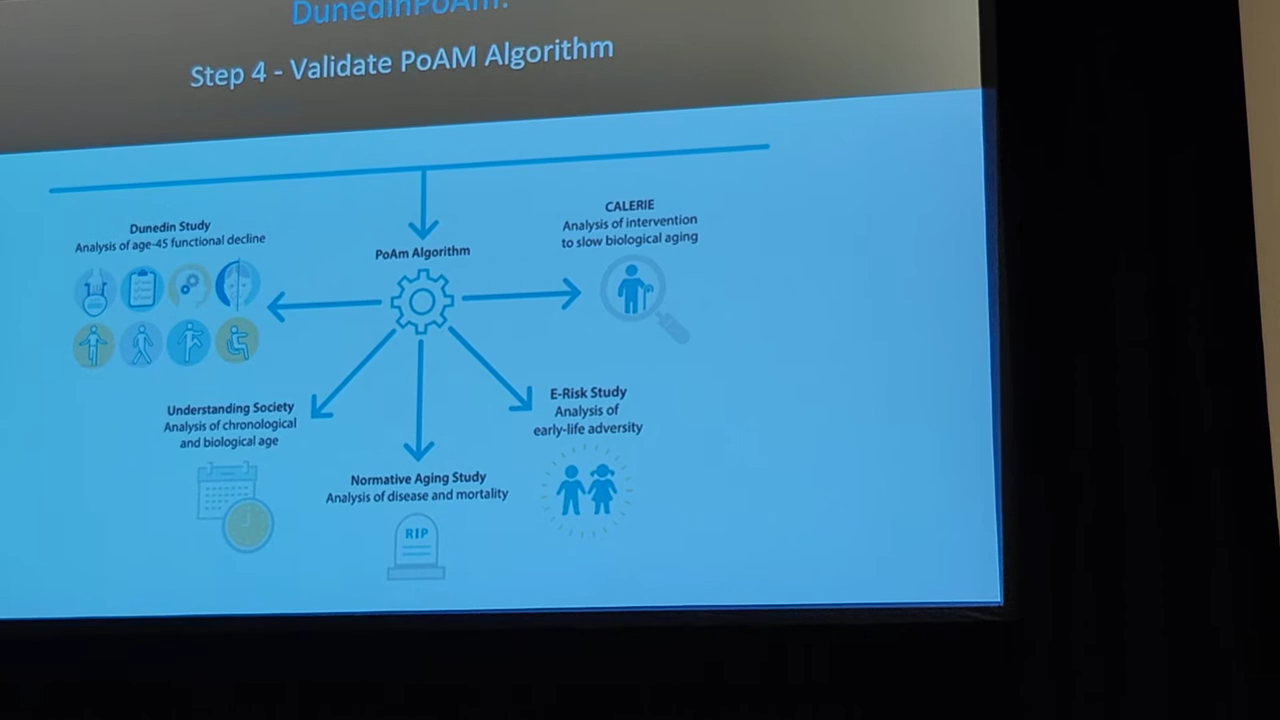 DunedinPoAm:
Step 4 - Validate PoAM Algorithm
Dunedin Study
Analysis of age-45 functional decline
PoAm Algorithm
CALERIE
Analysis of intervention
to slow biological aging
Understanding Society
Analysis of chronological
and biological age
Normative Aging Study
Analysis of disease and mortality
RIP
E-Risk Study
Analysis of
early-life adversity